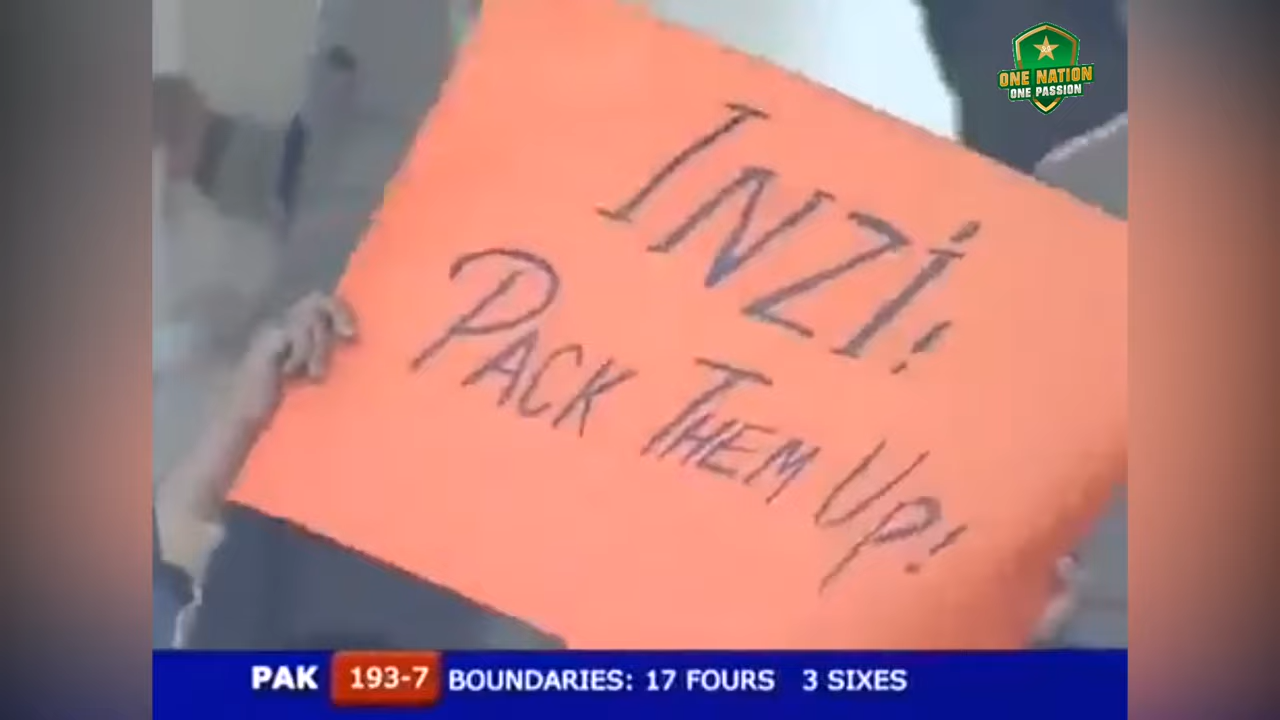 ONE NATION
ONE PASSION
INZi!
PACK THEM UP!
PAK 193-7 BOUNDARIES: 17 FOURS 3 SIXES